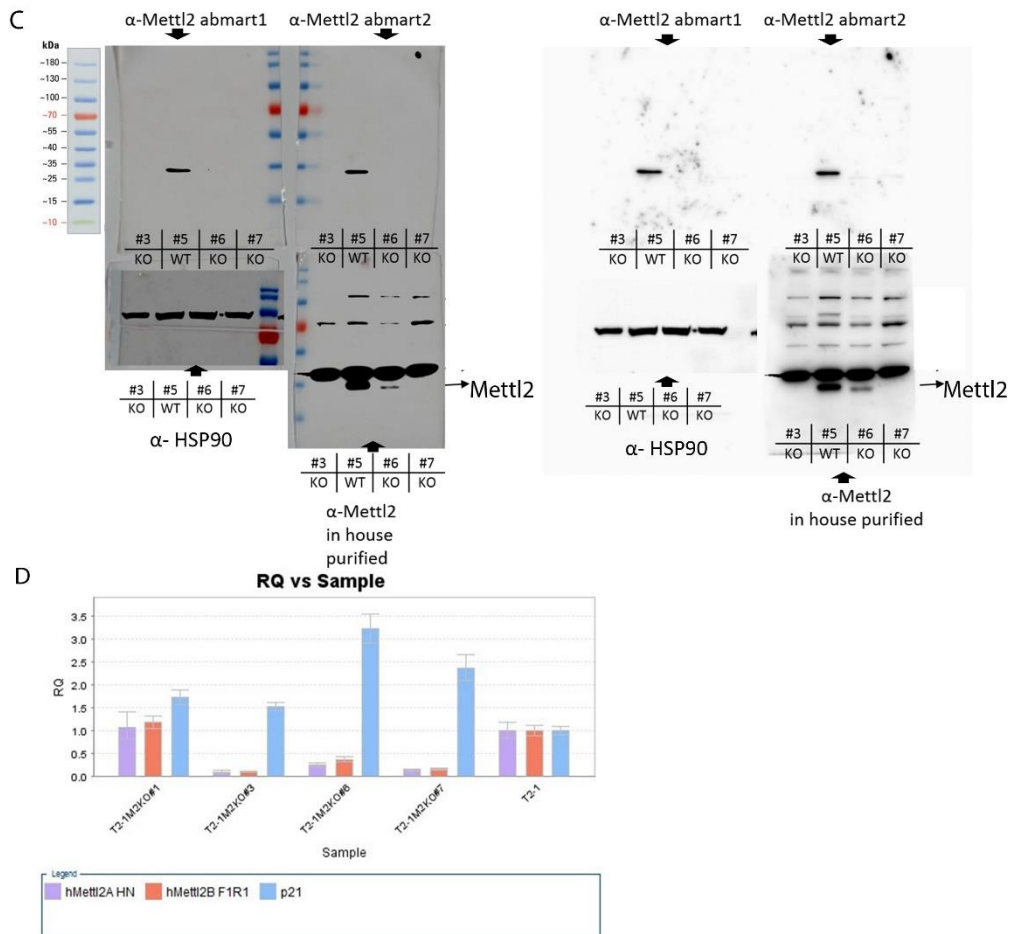 C
α-Mettl2 abmart1
α-Mettl2 abmart2
kDa
~180
~130
~100
~70
~55
~40
~35
~25
~15
~10
#3 #5 #6 #7
KO WT KO KO
#3 #5 #6 #7
KO WT KO KO
Mettl2
#3 #5 #6 #7
KO WT KO KO
α- HSP90
#3 #5 #6 #7
KO WT KO KO
α-Mettl2
in house
purified
α-Mettl2 abmart1
α-Mettl2 abmart2
#3 #5 #6 #7
KO WT KO KO
#3 #5 #6 #7
KO WT KO KO
Mettl2
#3 #5 #6 #7
KO WT KO KO
α- HSP90
#3 #5 #6 #7
KO WT KO KO
α-Mettl2
in house purified
D
RQ vs Sample
RQ
3.5
3.0
2.5
2.0
1.5
1.0
0.5
0.0
T2-1M2KO#1
T2-1M2KO#3
T2-1M2KO#6
T2-1M2KO#7
T2-1
Sample
Legend
hMettl2A HN hMettl2B F1R1 p21